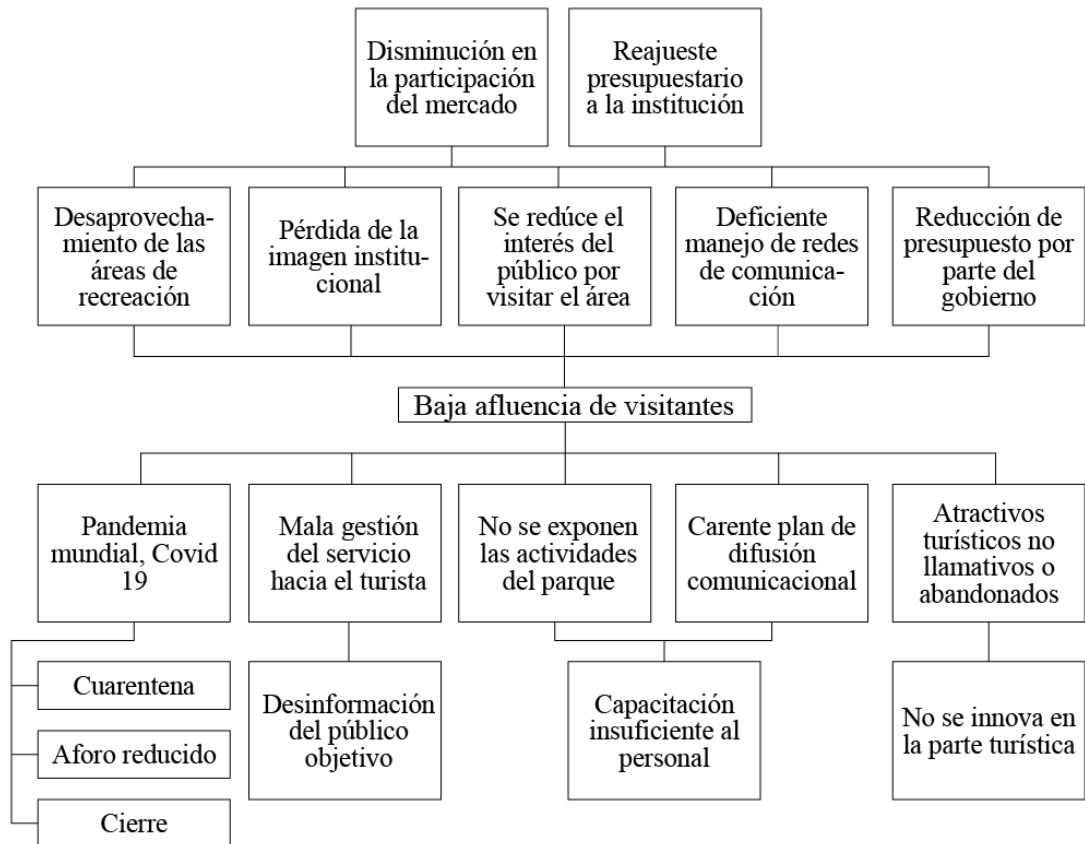 Disminución en
la participación
del mercado
Reajueste
presupuestario
a la institución
Desaprovecha-
miento de las
áreas de
recreación
Pérdida de la
imagen institu-
cional
Se redúce el
interés del
público por
visitar el área
Deficiente
manejo de redes
de comunica-
ción
Reducción de
presupuesto por
parte del
gobierno
Baja afluencia de visitantes
Pandemia
mundial, Covid
19
Mala gestión
del servicio
hacia el turista
No se exponen
las actividades
del parque
Carente plan de
difusión
comunicacional
Atractivos
turísticos no
llamativos o
abandonados
Cuarentena
Aforo reducido
Cierre
Desinformación
del público
objetivo
Capacitación
insuficiente al
personal
No se innova en
la parte turística